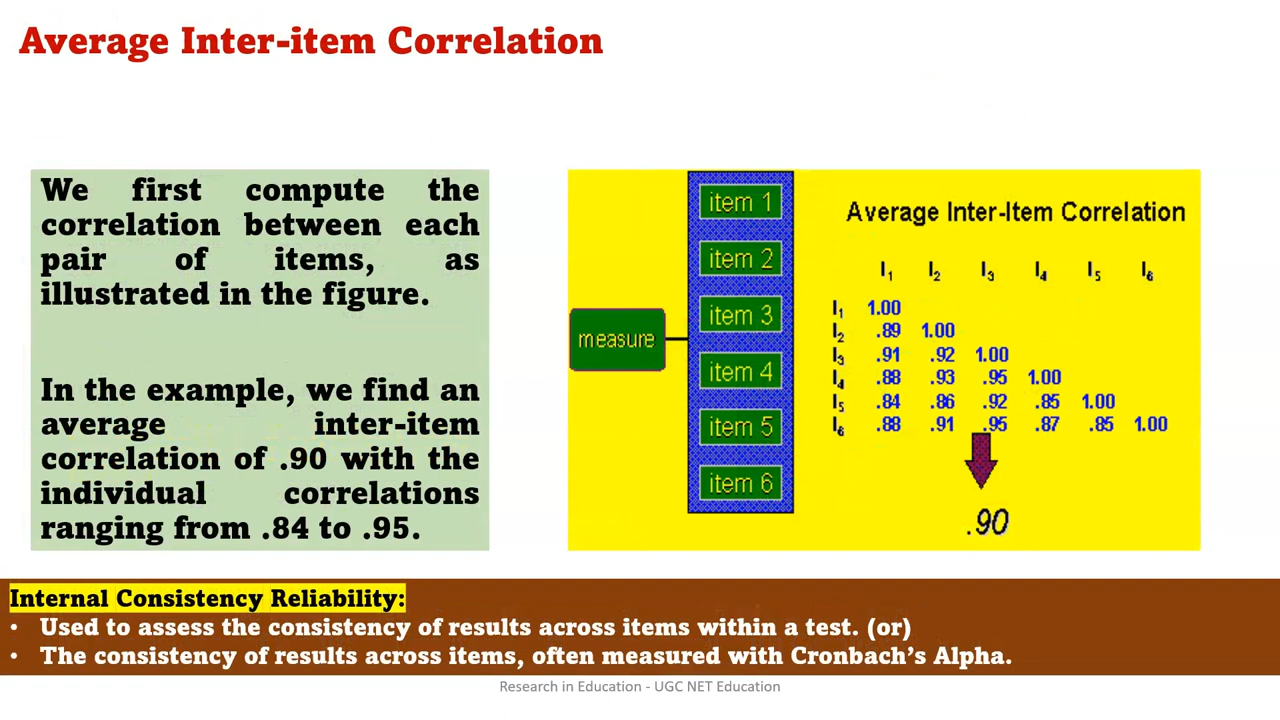 Average Inter-item Correlation
We first compute the
correlation between each
pair of items, as
illustrated in the figure.
In the example, we find an
average inter-item
correlation of .90 with the
individual correlations
ranging from .84 to .95.
measure
item 1
item 2
item 3
item 4
item 5
item 6
Average Inter-Item Correlation
I₁ I₂ I₃ I₄ I₅ I₆
I₁ 1.00
I₂ .89 1.00
I₃ .91 .92 1.00
I₄ .88 .93 .95 1.00
I₅ .84 .86 .92 .85 1.00
I₆ .88 .91 .95 .87 .85 1.00
.90
Internal Consistency Reliability:
• Used to assess the consistency of results across items within a test. (or)
• The consistency of results across items, often measured with Cronbach's Alpha.
Research in Education - UGC NET Education